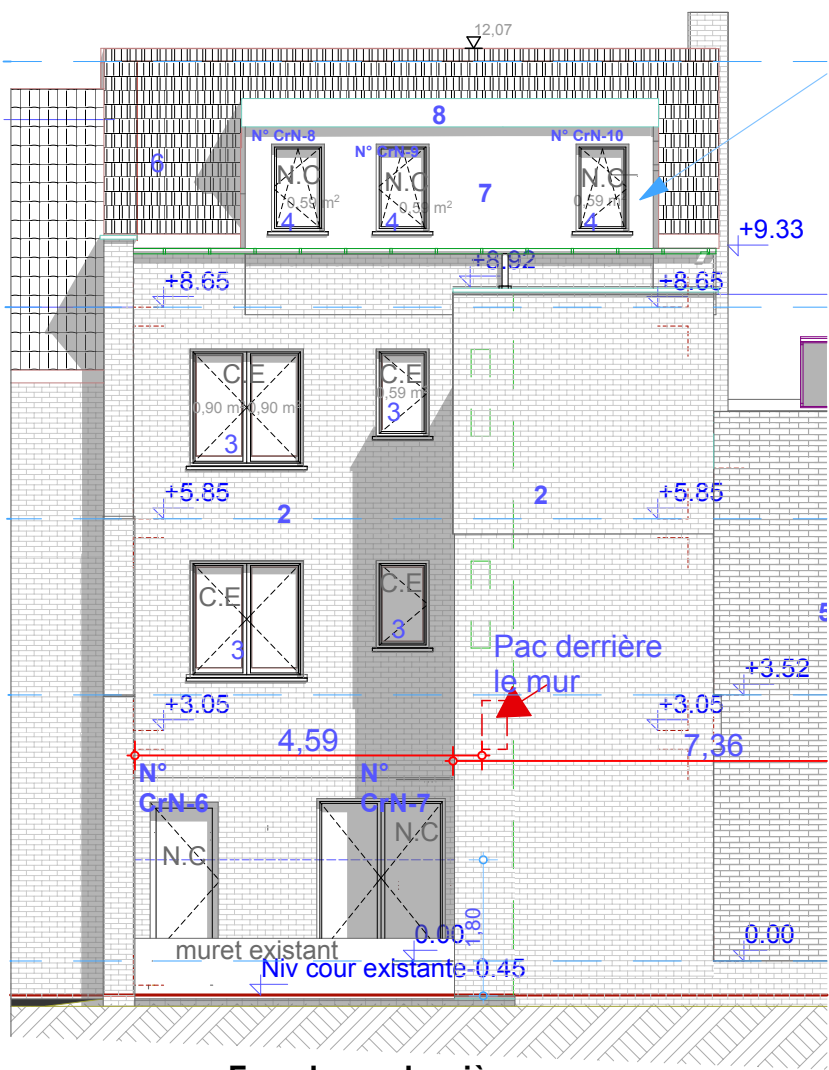 12,07
8
N° CrN-8
N° CrN-9
N° CrN-10
6
N.C
N.C
N.C
7
0,59 m²
0,59 m²
0,59 m²
4
4
4
+9.33
+8.92
+8.65
+8.65
C.E
C.E
0,90 m²
0,90 m²
0,59 m²
3
3
+5.85
+5.85
2
2
C.E
C.E
3
3
5
Pac derrière
le mur
+3.52
+3.05
+3.05
4,59
7,36
N°
CrN-6
N°
CrN-7
N.C
N.C
1,80
muret existant
0.00
0.00
Niv cour existante-0.45